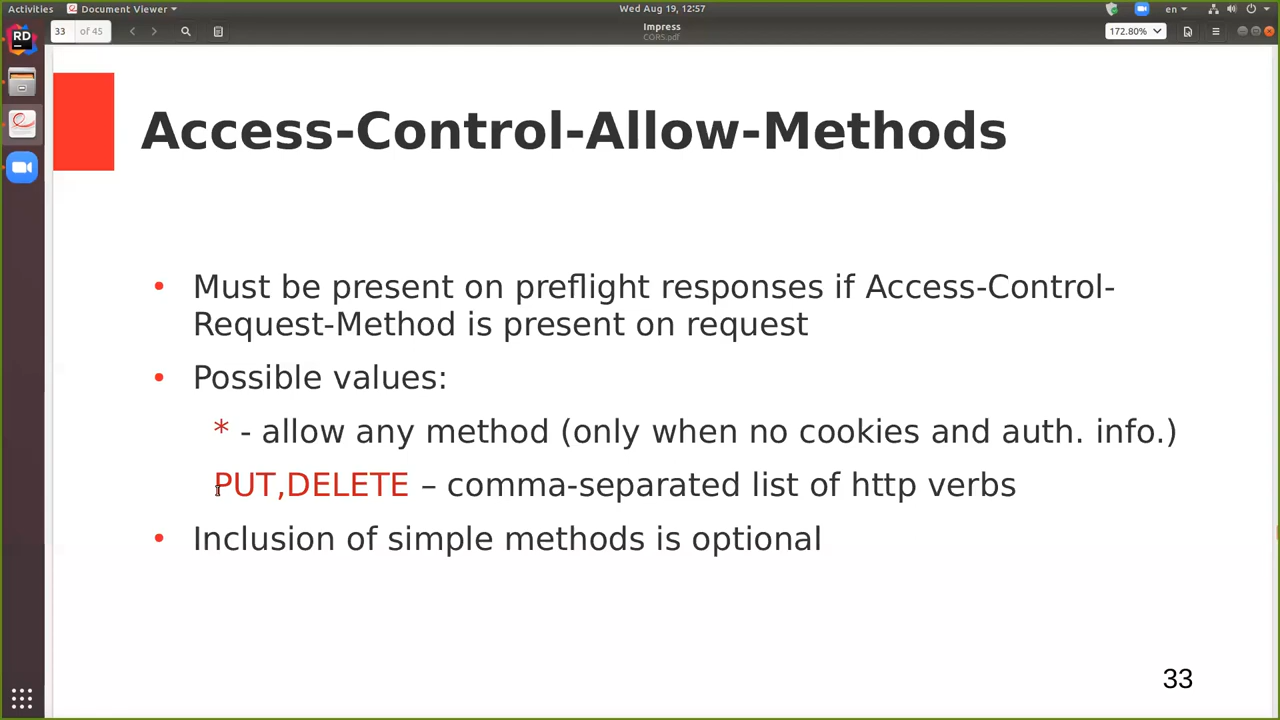 Activities
Document Viewer
Wed Aug 19, 12:57
en
33
of 45
Impress
CORS.pdf
172.80%
RD
Access-Control-Allow-Methods
• Must be present on preflight responses if Access-Control-
Request-Method is present on request
• Possible values:
* - allow any method (only when no cookies and auth. info.)
PUT,DELETE – comma-separated list of http verbs
• Inclusion of simple methods is optional
33